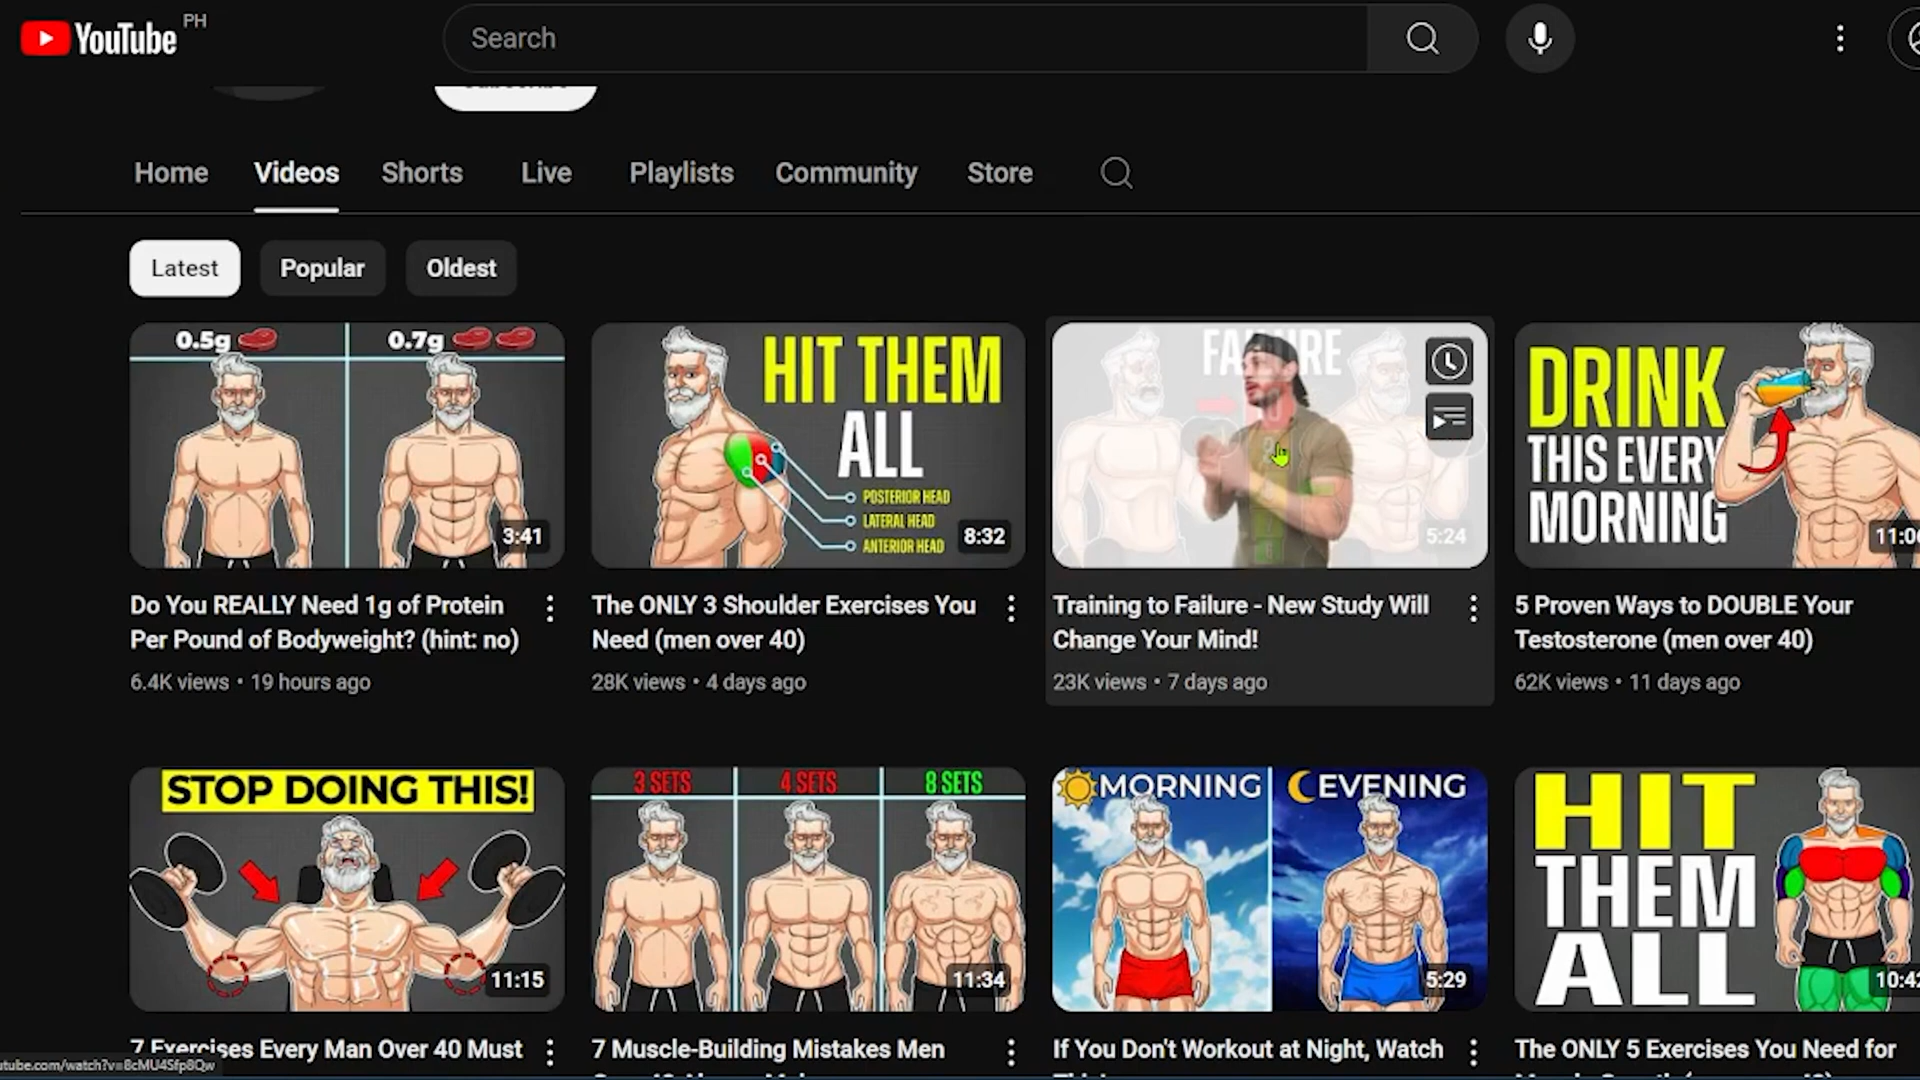 YouTube PH
Search
Home Videos Shorts Live Playlists Community Store
Latest Popular Oldest
0.5g 0.7g
3:41
HIT THEM
ALL
POSTERIOR HEAD
LATERAL HEAD
ANTERIOR HEAD
8:32
FAILURE
5:24
DRINK
THIS EVERY
MORNING
Do You REALLY Need 1g of Protein
Per Pound of Bodyweight? (hint: no)
6.4K views • 19 hours ago
The ONLY 3 Shoulder Exercises You
Need (men over 40)
28K views • 4 days ago
Training to Failure - New Study Will
Change Your Mind!
23K views • 7 days ago
5 Proven Ways to DOUBLE Your
Testosterone (men over 40)
62K views • 11 days ago
STOP DOING THIS!
11:15
3 SETS 4 SETS 8 SETS
11:34
MORNING EVENING
5:29
HIT
THEM
ALL
7 Exercises Every Man Over 40 Must
7 Muscle-Building Mistakes Men
If You Don't Workout at Night, Watch
The ONLY 5 Exercises You Need for
utube.com/watch?v=8cMU4Sfp8Qw